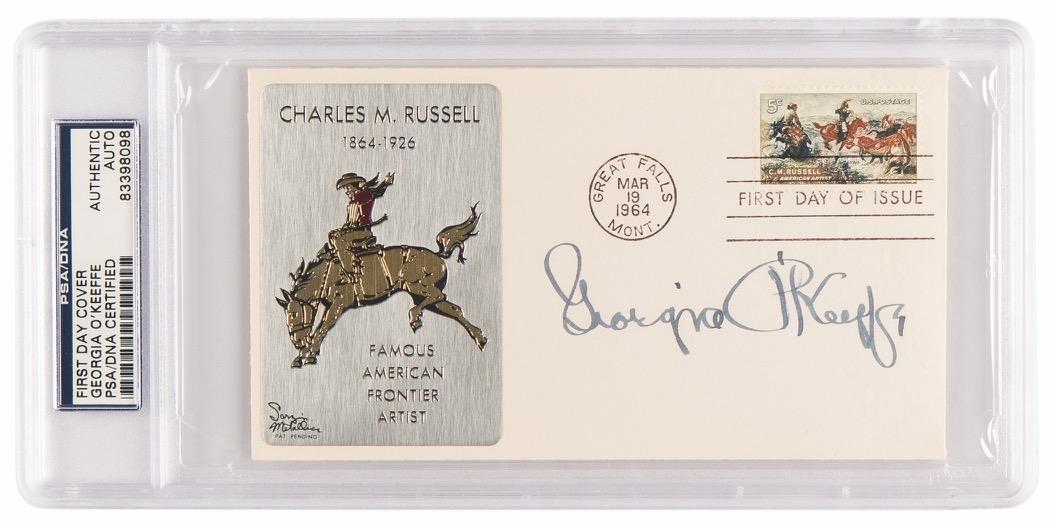 PSA/DNA
FIRST DAY COVER
GEORGIA O'KEEFFE
PSA/DNA CERTIFIED
AUTHENTIC
AUTO
83398098
CHARLES M. RUSSELL
1864-1926
FAMOUS
AMERICAN
FRONTIER
ARTIST
PAT PENDING
GREAT FALLS
MAR
19
1964
MONT.
5¢
U.S. POSTAGE
C.M. RUSSELL
AMERICAN ARTIST
FIRST DAY OF ISSUE
Georgia O'Keeffe